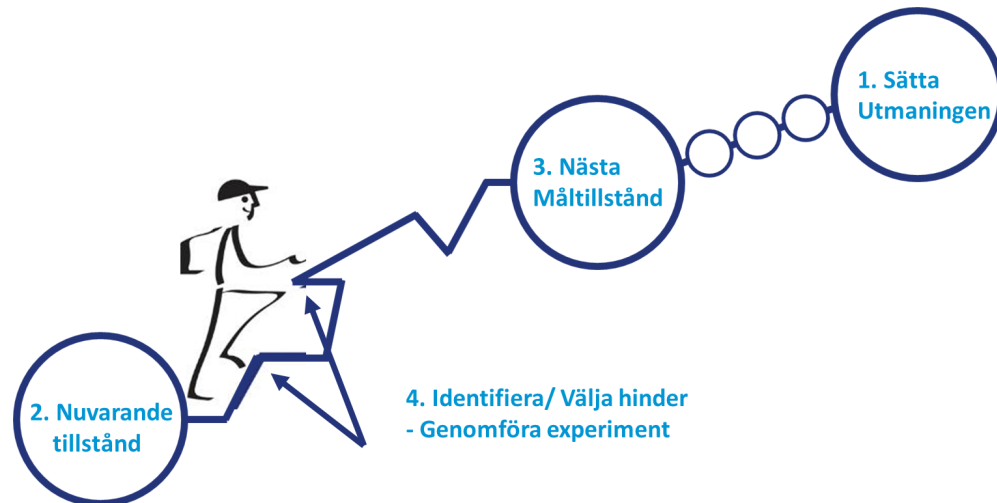 1. Sätta
Utmaningen
3. Nästa
Måltillstånd
2. Nuvarande
tillstånd
4. Identifiera/ Välja hinder
- Genomföra experiment